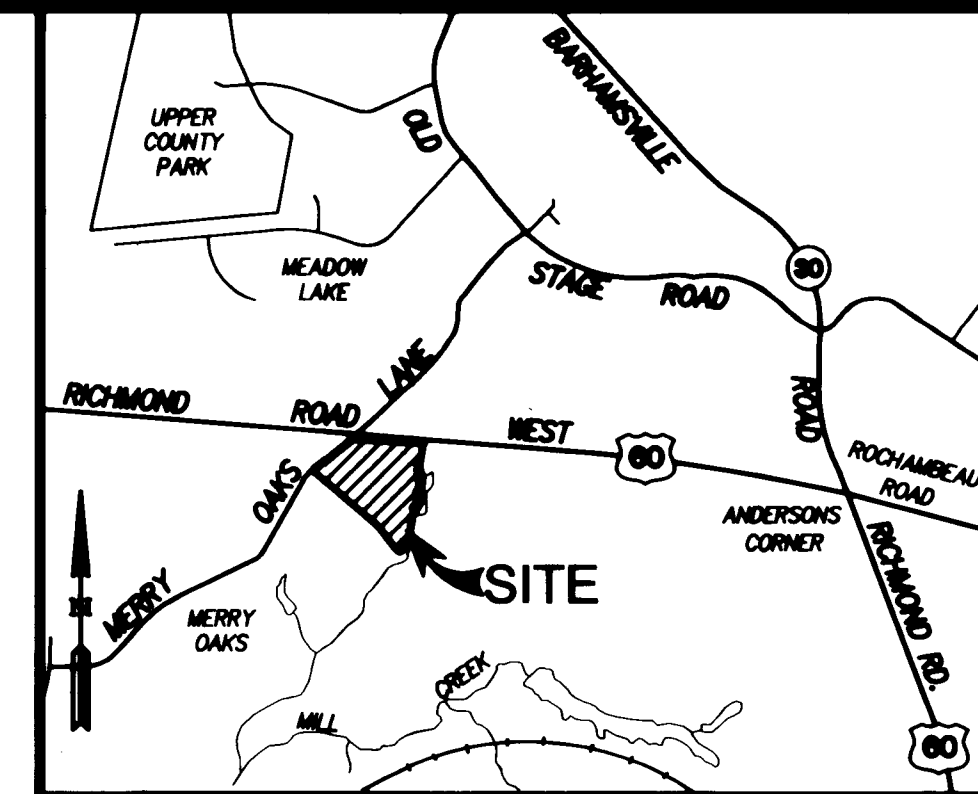 BARHAMSVILLE
UPPER
COUNTY
PARK
OLD
MEADOW
LAKE
STAGE
ROAD
30
LANE
RICHMOND
ROAD
WEST
60
ROAD
ROCHAMBEAU
ROAD
OAKS
ANDERSONS
CORNER
SITE
N
MERRY
MERRY
OAKS
RICHMOND RD.
CREEK
MILL
60